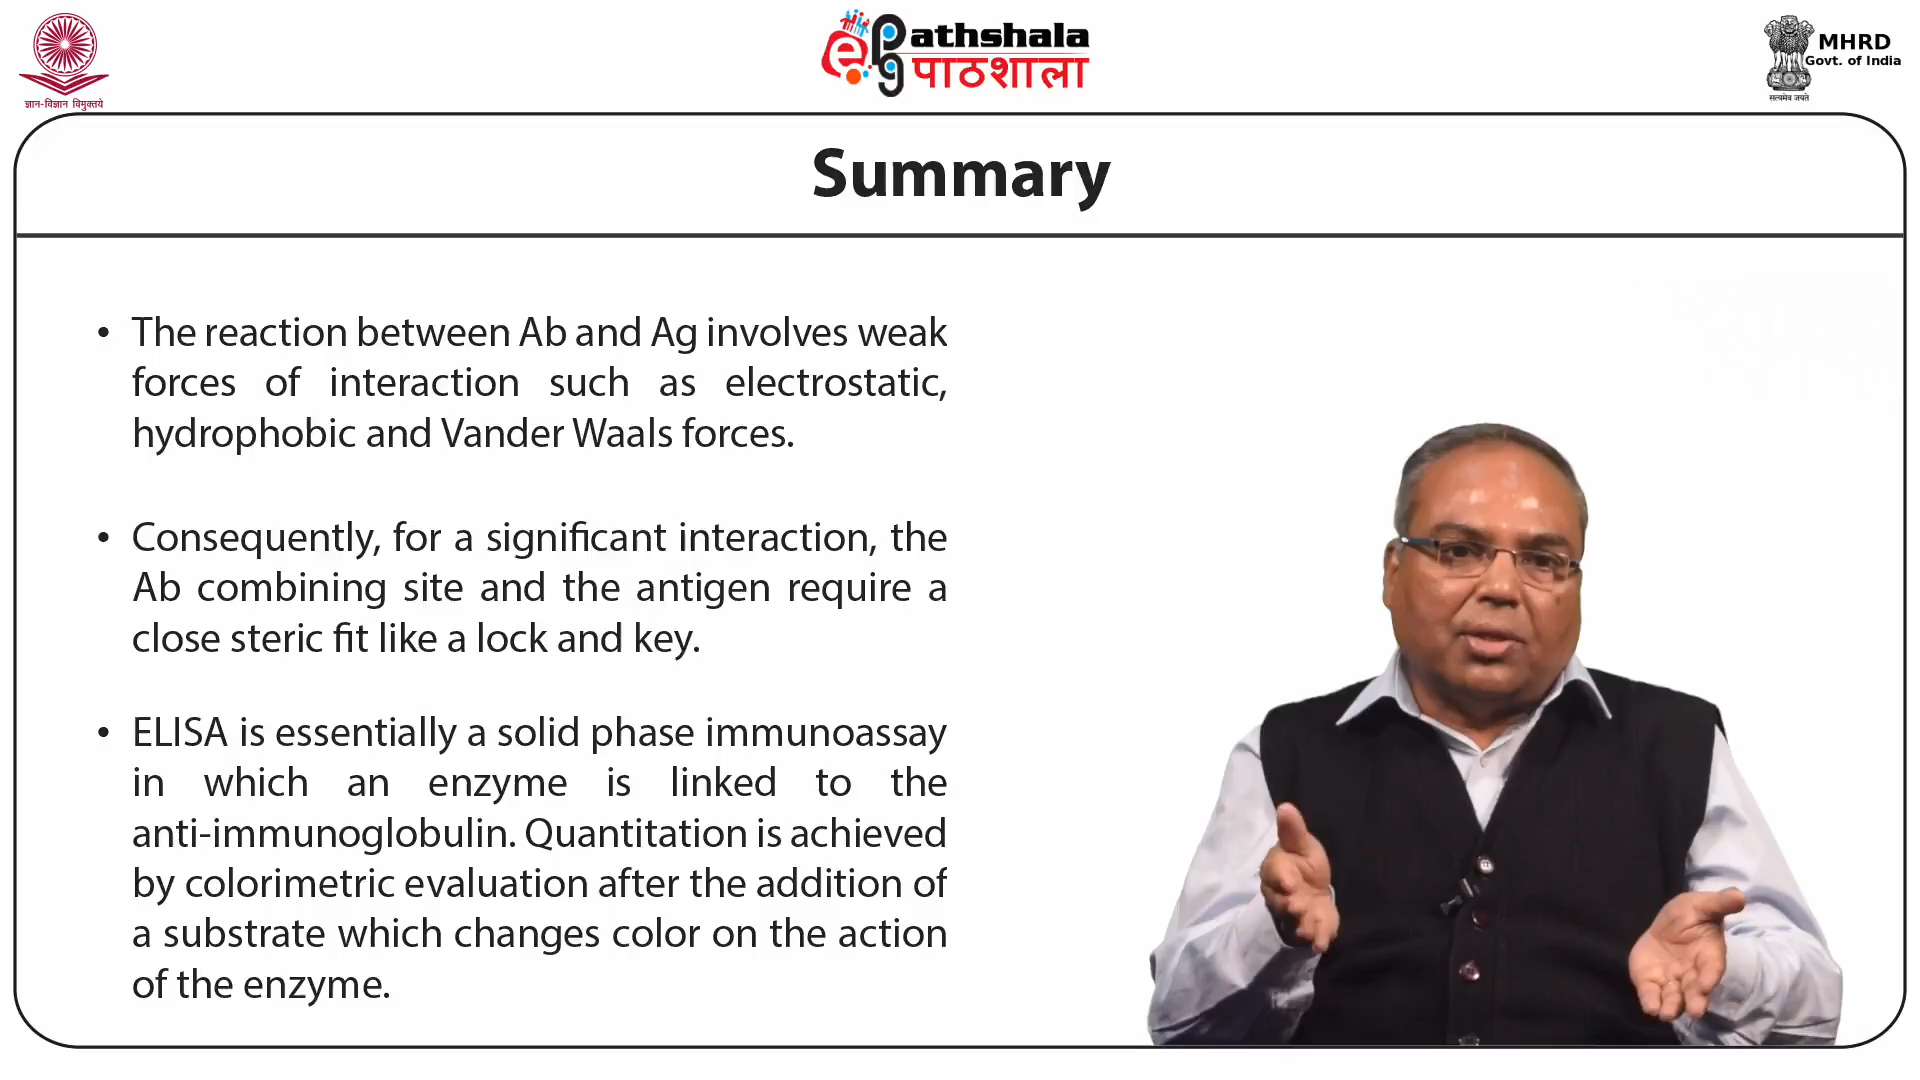 ज्ञान-विज्ञान विमुक्तये
ePathshala
पाठशाला
MHRD
Govt. of India
सत्यमेव जयते
Summary
• The reaction between Ab and Ag involves weak
forces of interaction such as electrostatic,
hydrophobic and Vander Waals forces.
• Consequently, for a significant interaction, the
Ab combining site and the antigen require a
close steric fit like a lock and key.
• ELISA is essentially a solid phase immunoassay
in which an enzyme is linked to the
anti-immunoglobulin. Quantitation is achieved
by colorimetric evaluation after the addition of
a substrate which changes color on the action
of the enzyme.